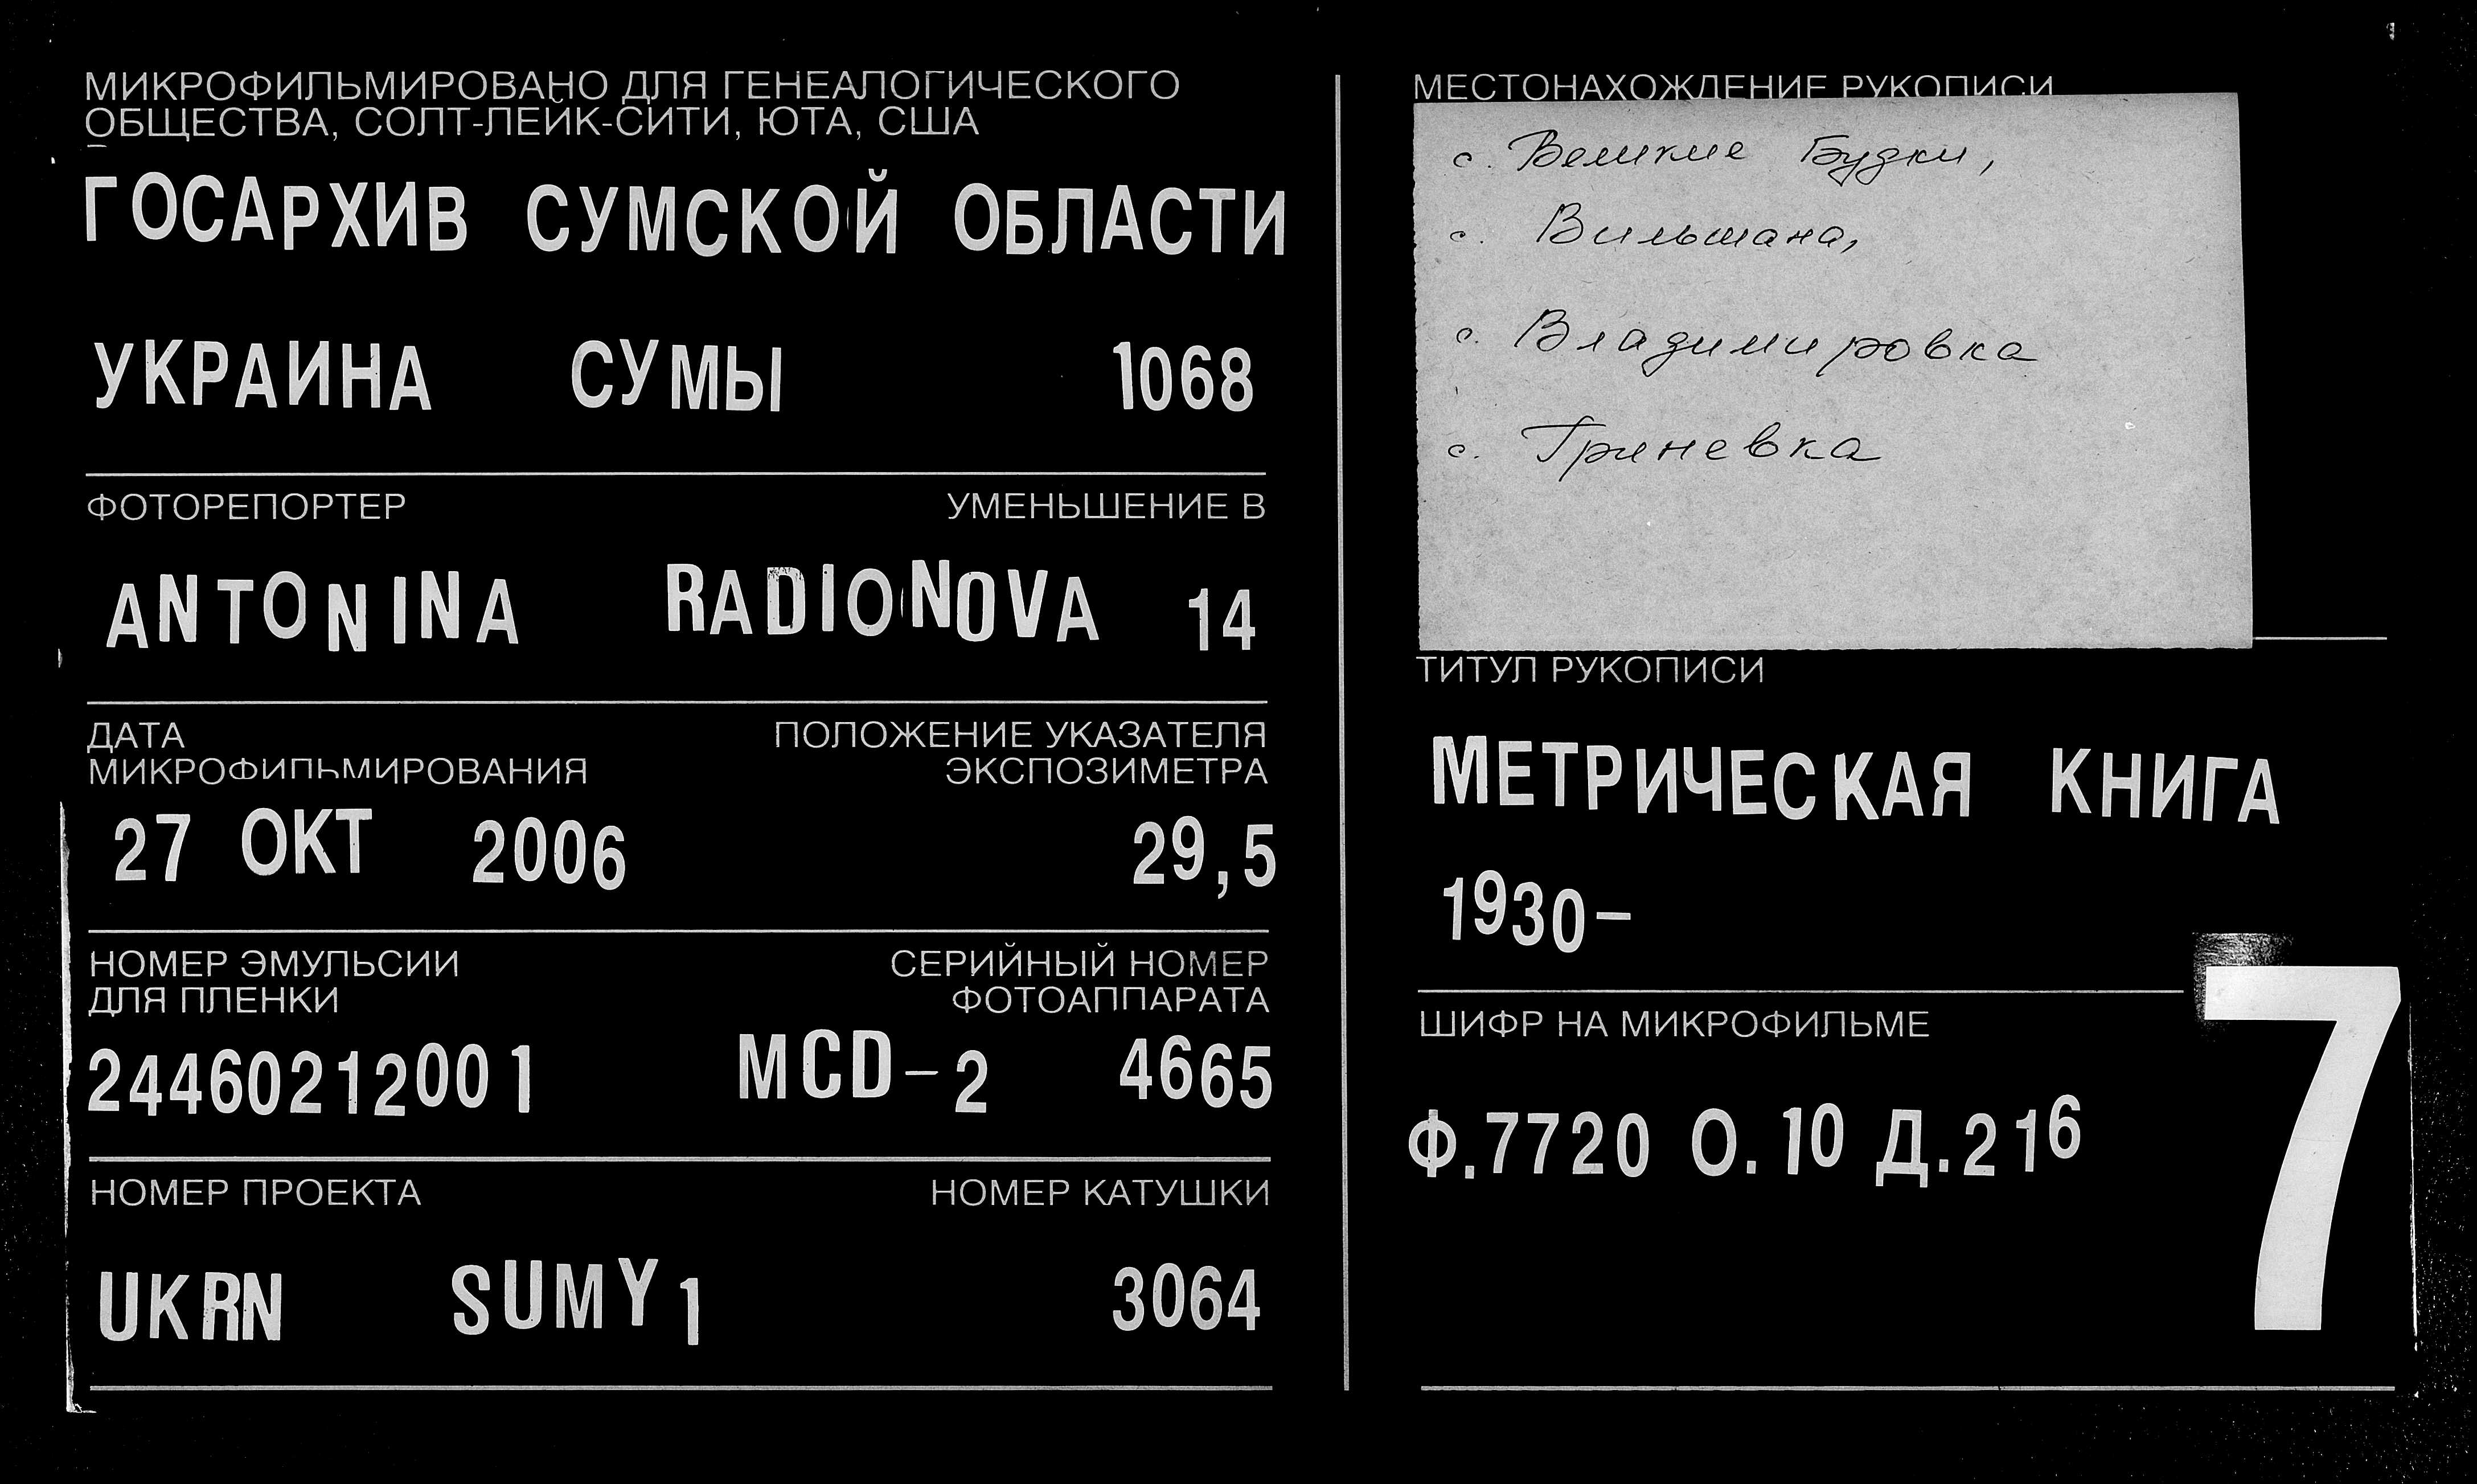 МИКРОФИЛЬМИРОВАНО ДЛЯ ГЕНЕАЛОГИЧЕСКОГО
ОБЩЕСТВА, СОЛТ-ЛЕЙК-СИТИ, ЮТА, США
ГОСАРХИВ СУМСКОЙ ОБЛАСТИ
УКРАИНА СУМЫ 1068
ФОТОРЕПОРТЕР УМЕНЬШЕНИЕ В
ANTONINA RADIONOVA 14
ДАТА ПОЛОЖЕНИЕ УКАЗАТЕЛЯ
МИКРОФИЛЬМИРОВАНИЯ ЭКСПОЗИМЕТРА
27 ОКТ 2006 29,5
НОМЕР ЭМУЛЬСИИ СЕРИЙНЫЙ НОМЕР
ДЛЯ ПЛЕНКИ ФОТОАППАРАТА
24460212001 MCD-2 4665
НОМЕР ПРОЕКТА НОМЕР КАТУШКИ
UKRN SUMY1 3064
МЕСТОНАХОЖДЕНИЕ РУКОПИСИ
с. Великие Будки,
с. Вильшана,
с. Владимировка
с. Гриневка
ТИТУЛ РУКОПИСИ
МЕТРИЧЕСКАЯ КНИГА
1930-
ШИФР НА МИКРОФИЛЬМЕ
Ф.7720 О.10 Д.216
7